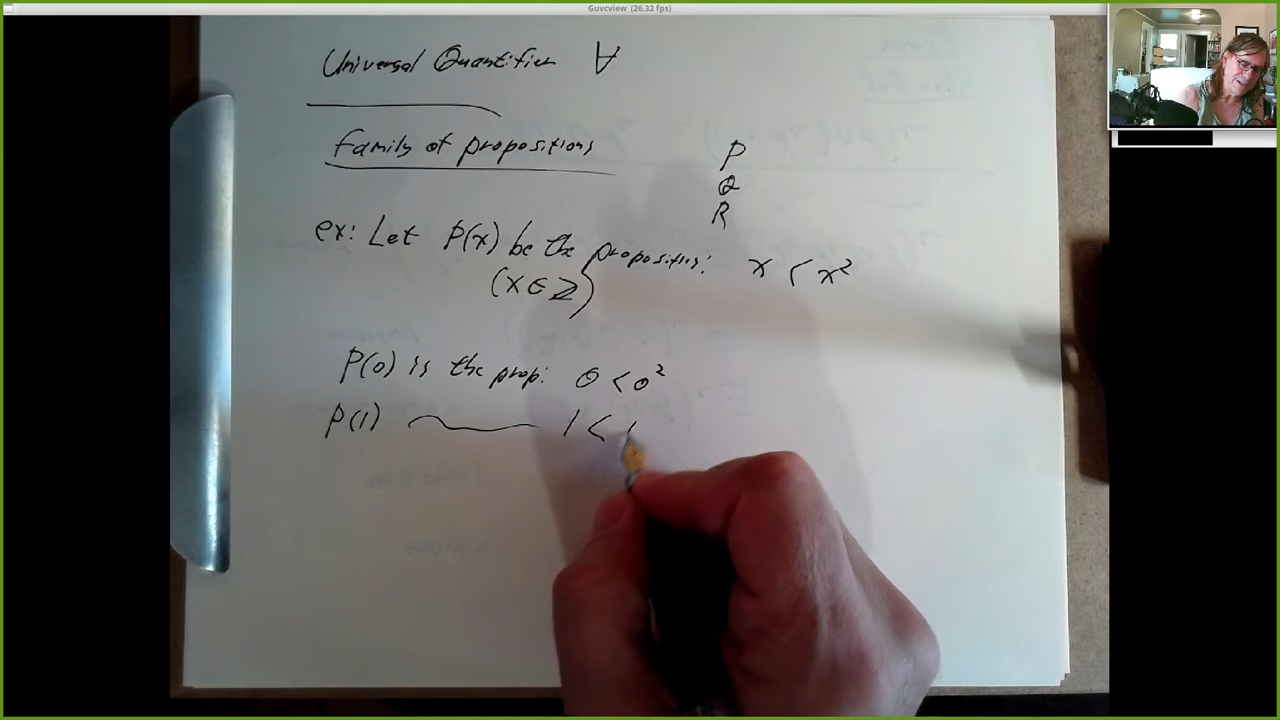 Guvcview (26.32 fps)
Universal Quantifier ∀
Family of propositions
P
Q
R
ex: Let P(x) be the proposition: x < x²
(x ∈ ℤ)
P(0) is the prop: 0 < 0²
P(1) ~ 1 < 1